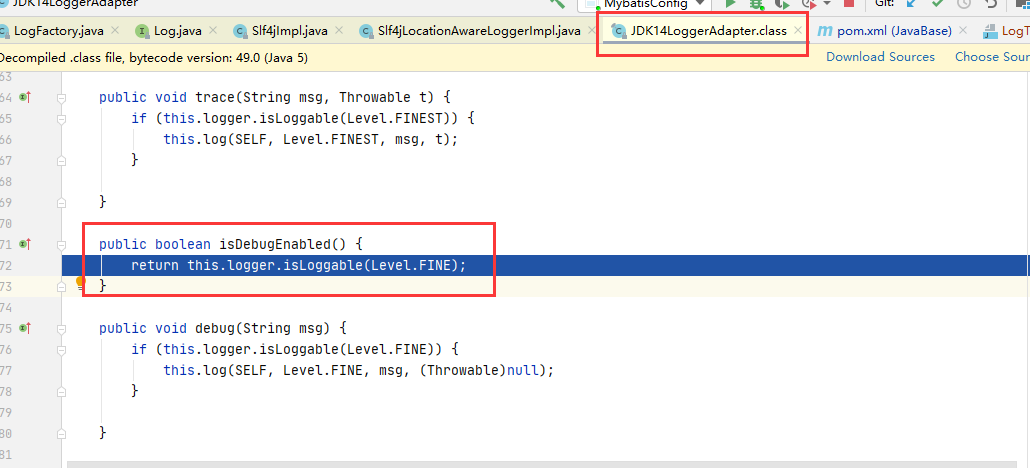 JDK14LoggerAdapter MybatisConfig Git:
LogFactory.java Log.java Slf4jImpl.java Slf4jLocationAwareLoggerImpl.java JDK14LoggerAdapter.class pom.xml (JavaBase) LogT
Decompiled .class file, bytecode version: 49.0 (Java 5) Download Sources Choose Sour
63
64 public void trace(String msg, Throwable t) {
65 if (this.logger.isLoggable(Level.FINEST)) {
66 this.log(SELF, Level.FINEST, msg, t);
67 }
68
69 }
70
71 public boolean isDebugEnabled() {
72 return this.logger.isLoggable(Level.FINE);
73 }
74
75 public void debug(String msg) {
76 if (this.logger.isLoggable(Level.FINE)) {
77 this.log(SELF, Level.FINE, msg, (Throwable)null);
78 }
79
80 }
81